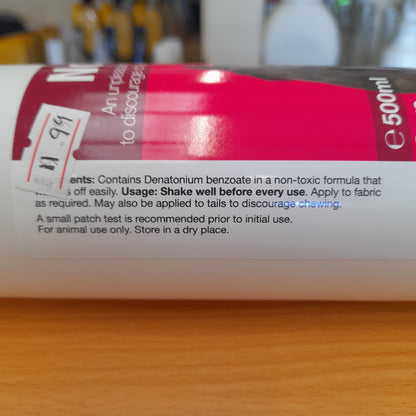 An
to discourage
℮500ml
11.99
Contains Denatonium benzoate in a non-toxic formula that
off easily. Usage: Shake well before every use. Apply to fabric
as required. May also be applied to tails to discourage chewing.
A small patch test is recommended prior to initial use.
For animal use only. Store in a dry place.